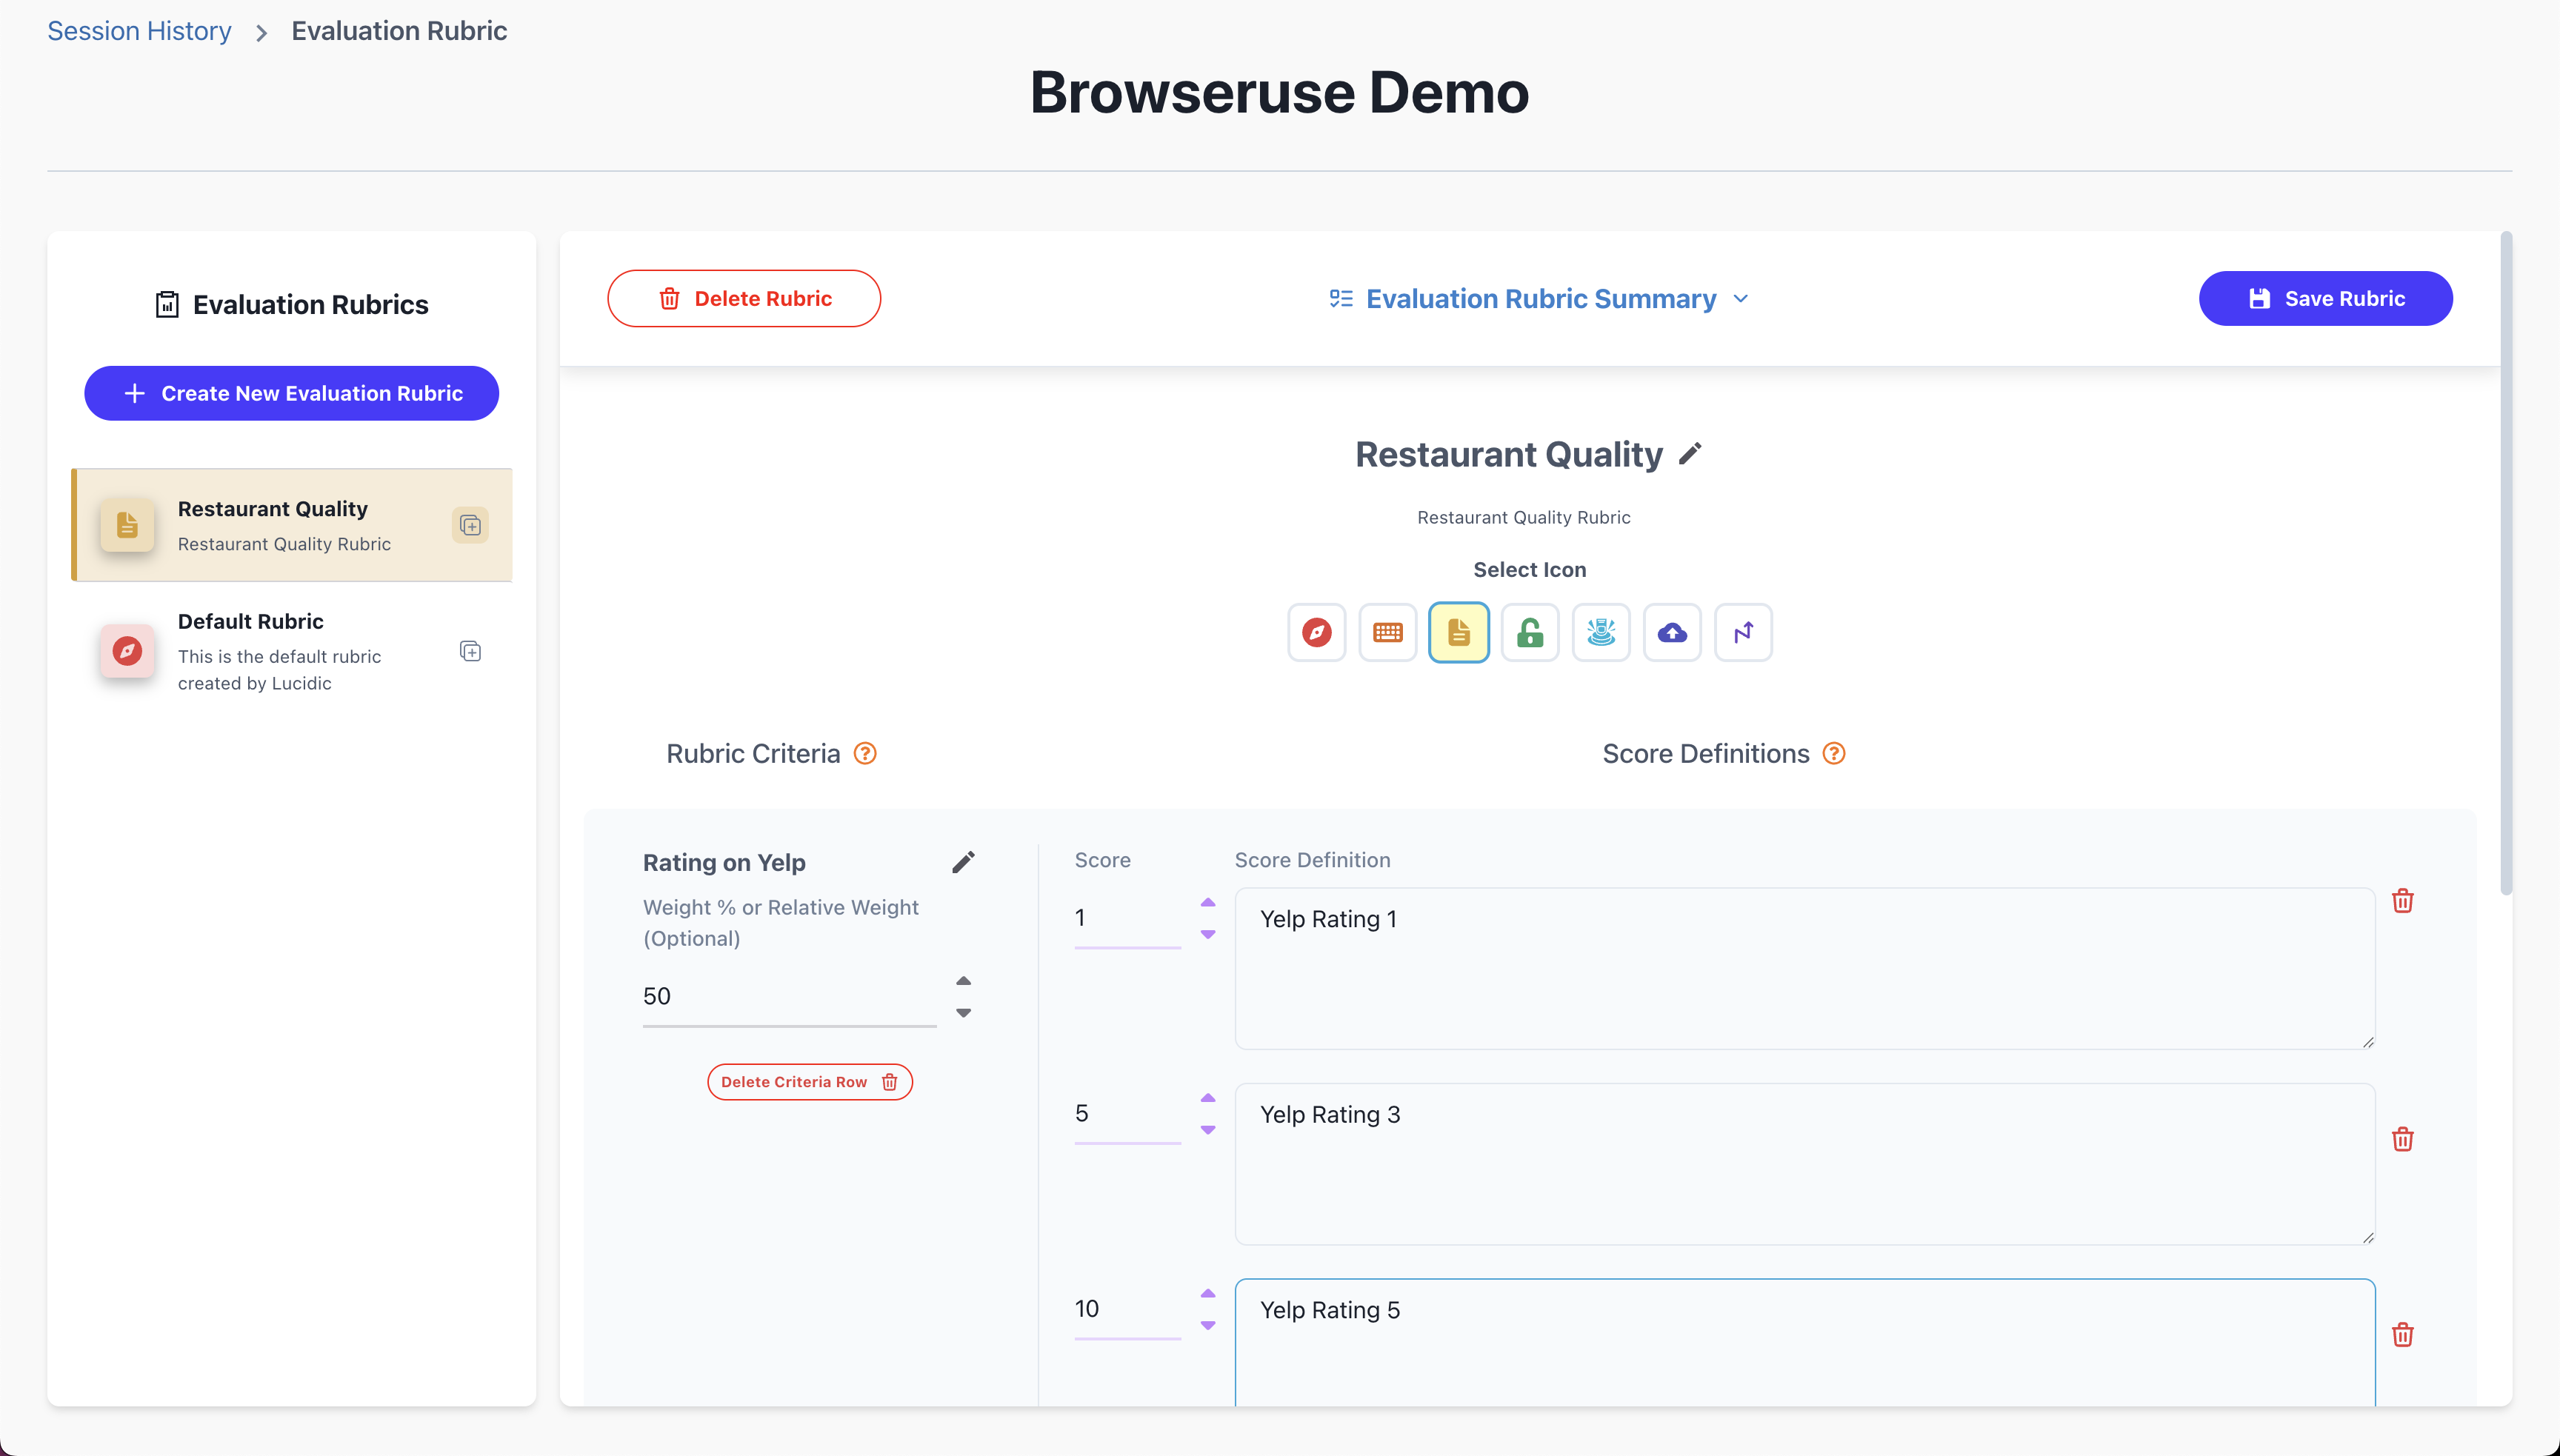 Session History > Evaluation Rubric
Browseruse Demo
Evaluation Rubrics
Create New Evaluation Rubric
Restaurant Quality
Restaurant Quality Rubric
Default Rubric
This is the default rubric
created by Lucidic
Delete Rubric
Evaluation Rubric Summary
Save Rubric
Restaurant Quality
Restaurant Quality Rubric
Select Icon
Rubric Criteria
Score Definitions
Rating on Yelp
Weight % or Relative Weight
(Optional)
50
Delete Criteria Row
Score
Score Definition
1
Yelp Rating 1
5
Yelp Rating 3
10
Yelp Rating 5